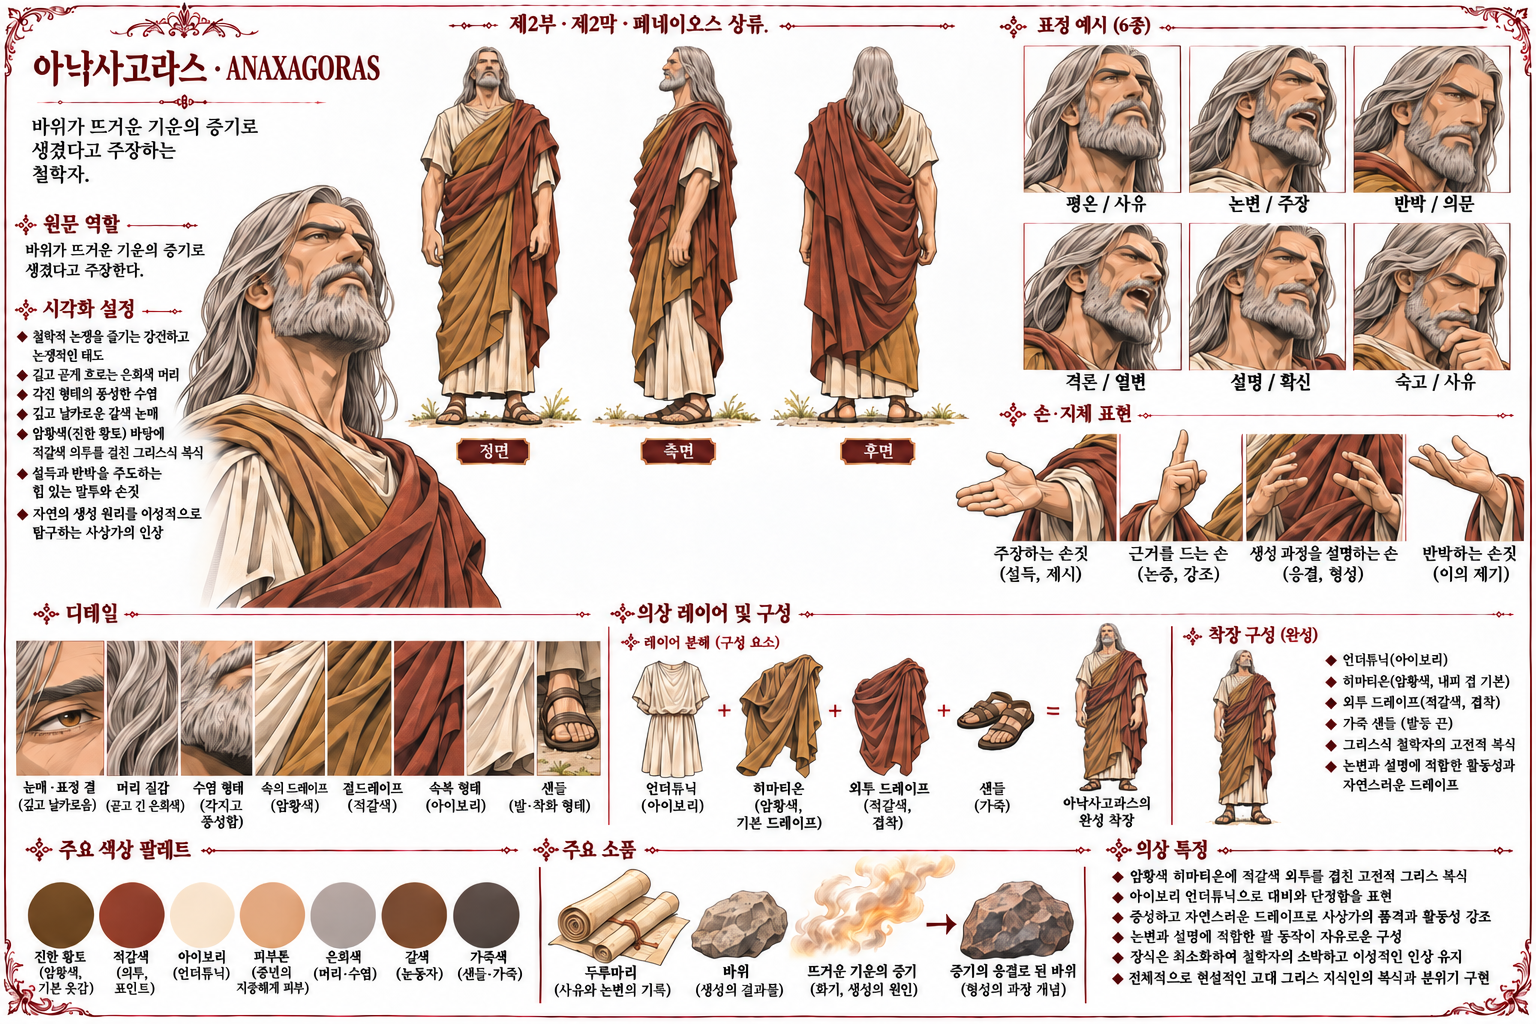 제2부 · 제2막 · 페네이오스 상류.
아낙사고라스 · ANAXAGORAS
바위가 뜨거운 기운의 증기로
생겼다고 주장하는
철학자.
원문 역할
바위가 뜨거운 기운의 증기로
생겼다고 주장한다.
시각화 설정
철학적 논쟁을 즐기는 강건하고
논쟁적인 태도
길고 곧게 흐르는 은회색 머리
각진 형태의 풍성한 수염
깊고 날카로운 갈색 눈매
암황색(진한 황토) 바탕에
적갈색 의투를 걸친 그리스식 복식
설득과 반박을 주도하는
힘 있는 말투와 손짓
자연의 생성 원리를 이성적으로
탐구하는 사상가의 인상
정면
측면
후면
표정 예시 (6종)
평온 / 사유
논변 / 주장
반박 / 의문
격론 / 열변
설명 / 확신
숙고 / 사유
손·지체 표현
주장하는 손짓
(설득, 제시)
근거를 드는 손
(논증, 강조)
생성 과정을 설명하는 손
(응결, 형성)
반박하는 손짓
(이의 제기)
디테일
눈매·표정 결
(깊고 날카로움)
머리 질감
(곧고 긴 은회색)
수염 형태
(각지고
풍성함)
속의 드레이프
(암황색)
겉드레이프
(적갈색)
속복 형태
(아이보리)
샌들
(발·착화 형태)
의상 레이어 및 구성
레이어 분해 (구성 요소)
언더튜닉
(아이보리)
+
히마티온
(암황색,
기본 드레이프)
+
외투 드레이프
(적갈색,
겹착)
+
샌들
(가죽)
=
아낙사고라스의
완성 착장
착장 구성 (완성)
언더튜닉(아이보리)
히마티온(암황색, 내피 겹 기본)
외투 드레이프(적갈색, 겹착)
가죽 샌들 (발등 끈)
그리스식 철학자의 고전적 복식
논변과 설명에 적합한 활동성과
자연스러운 드레이프
주요 색상 팔레트
진한 황토
(암황색,
기본 옷감)
적갈색
(의투,
포인트)
아이보리
(언더튜닉)
피부톤
(중년의
지중해계 피부)
은회색
(머리·수염)
갈색
(눈동자)
가죽색
(샌들·가죽)
주요 소품
두루마리
(사유와 논변의 기록)
바위
(생성의 결과물)
뜨거운 기운의 증기
(화기, 생성의 원인)
증기의 응결로 된 바위
(형성의 과장 개념)
의상 특정
암황색 히마티온에 적갈색 외투를 겹친 고전적 그리스 복식
아이보리 언더튜닉으로 대비와 단정함을 표현
중성하고 자연스러운 드레이프로 사상가의 품격과 활동성 강조
논변과 설명에 적합한 팔 동작이 자유로운 구성
장식은 최소화하여 철학자의 소박하고 이성적인 인상 유지
전체적으로 현설적인 고대 그리스 지식인의 복식과 분위기 구현